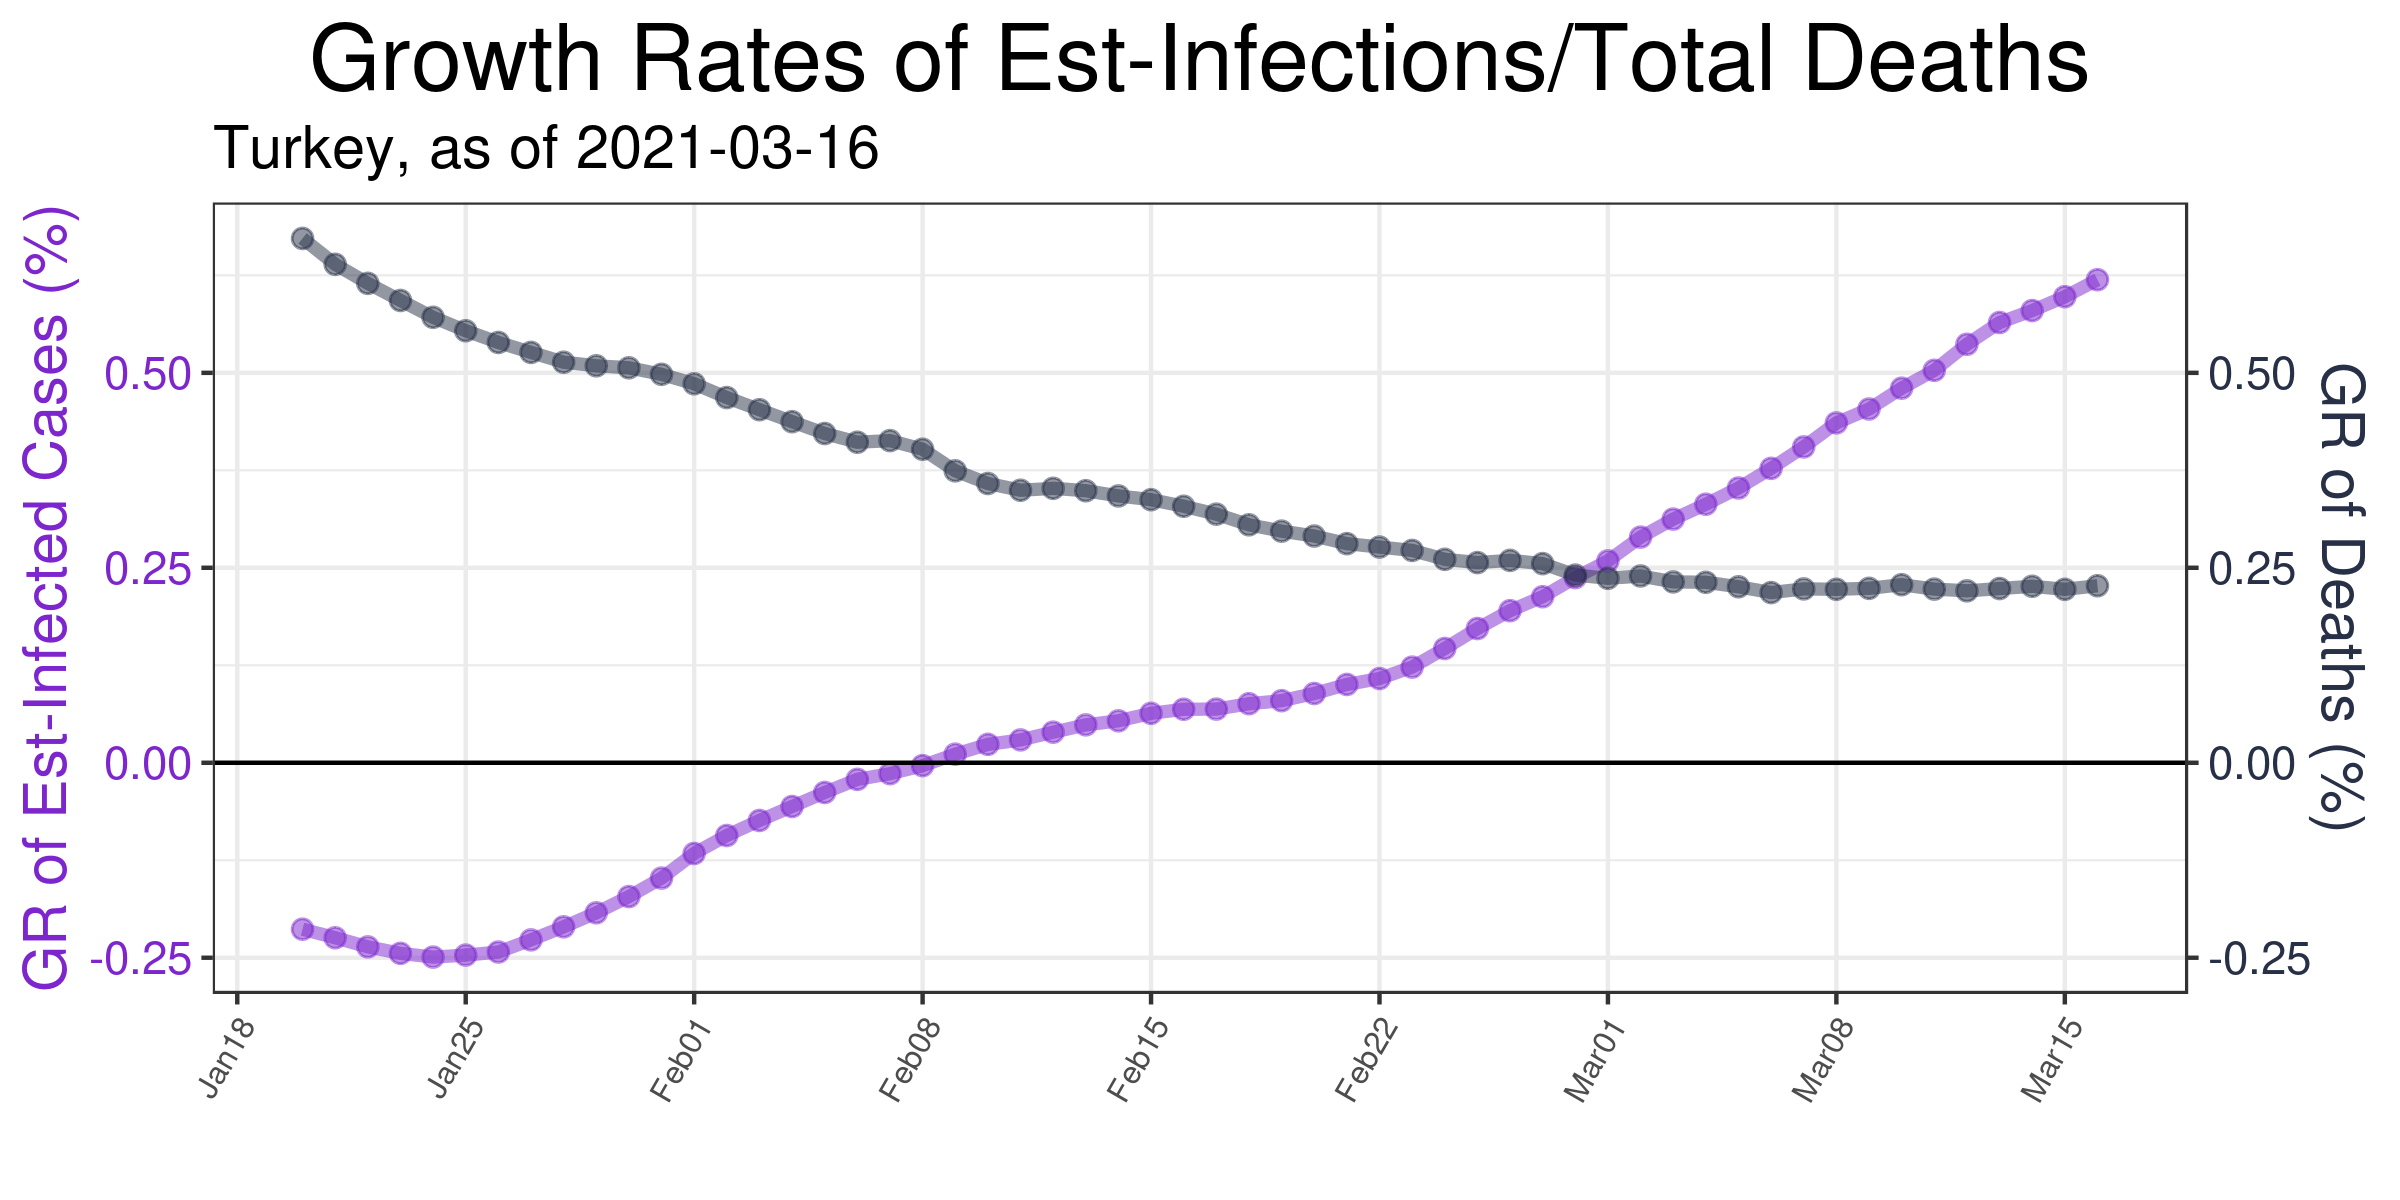 Growth Rates of Est-Infections/Total Deaths
Turkey, as of 2021-03-16
GR of Est-Infected Cases (%)
0.50
0.25
0.00
-0.25
0.50
0.25
0.00
-0.25
GR of Deaths (%)
Jan18
Jan25
Feb01
Feb08
Feb15
Feb22
Mar01
Mar08
Mar15